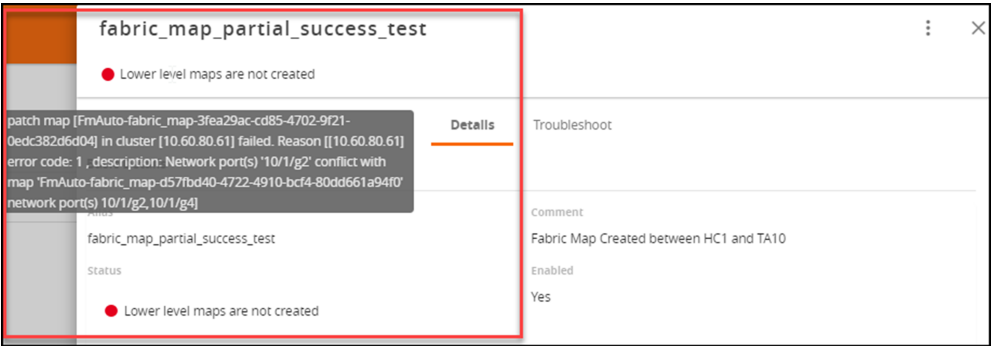 fabric_map_partial_success_test
Lower level maps are not created
patch map [FmAuto-fabric_map-3fea29ac-cd85-4702-9f21-
0edc382d6d04] in cluster [10.60.80.61] failed. Reason [[10.60.80.61]
error code: 1 , description: Network port(s) '10/1/g2' conflict with
map 'FmAuto-fabric_map-d57fbd40-4722-4910-bcf4-80dd661a94f0'
network port(s) 10/1/g2,10/1/g4]
Details
Troubleshoot
Alias
Comment
fabric_map_partial_success_test
Fabric Map Created between HC1 and TA10
Status
Enabled
Lower level maps are not created
Yes